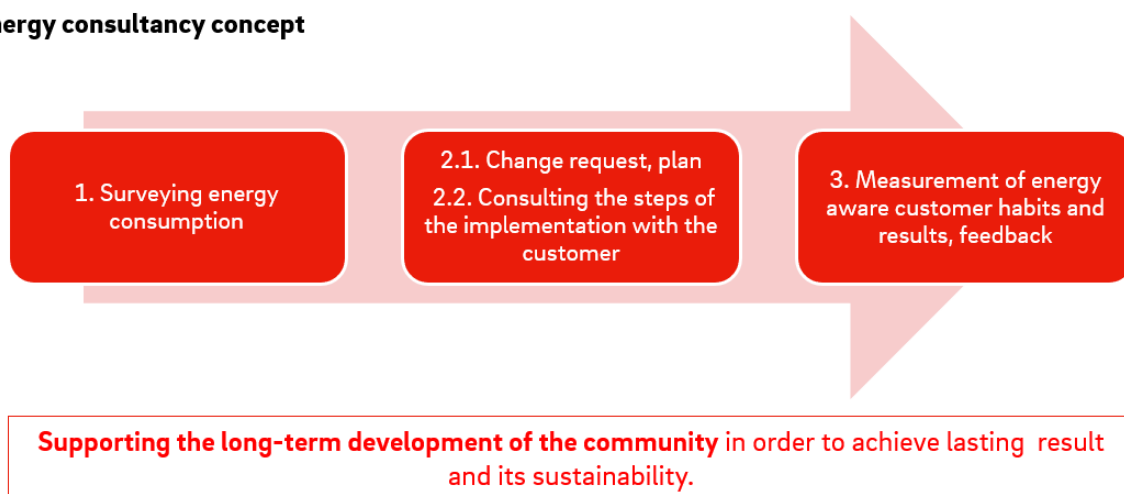 nergy consultancy concept
1. Surveying energy
consumption
2.1. Change request, plan
2.2. Consulting the steps of
the implementation with the
customer
3. Measurement of energy
aware customer habits and
results, feedback
Supporting the long-term development of the community in order to achieve lasting result
and its sustainability.